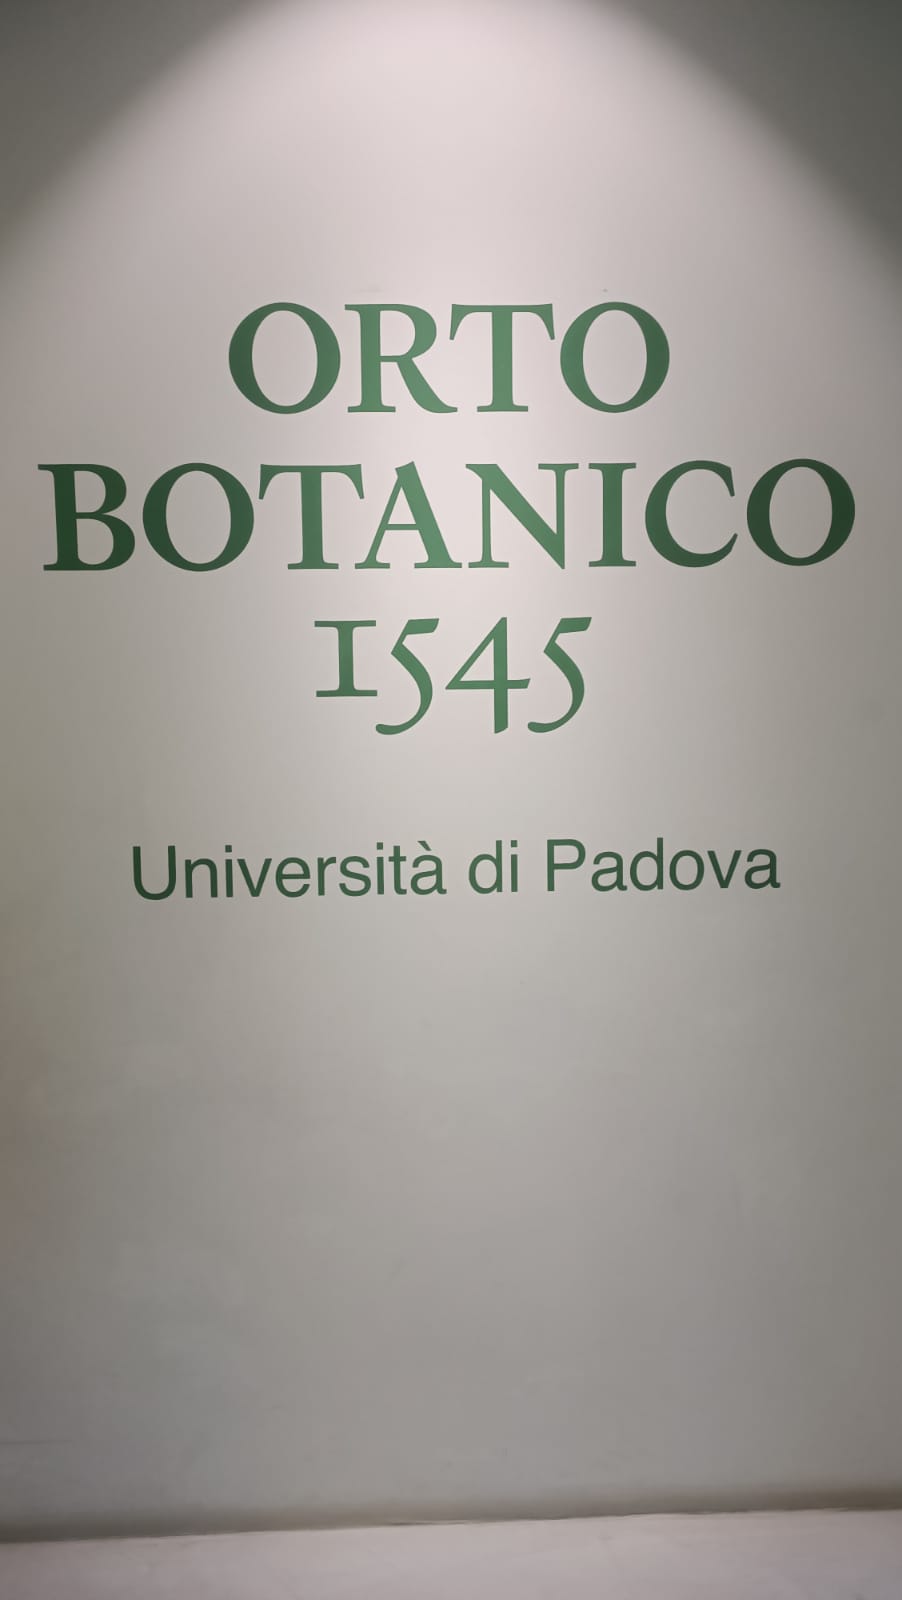 ORTO
BOTANICO
1545
Università di Padova